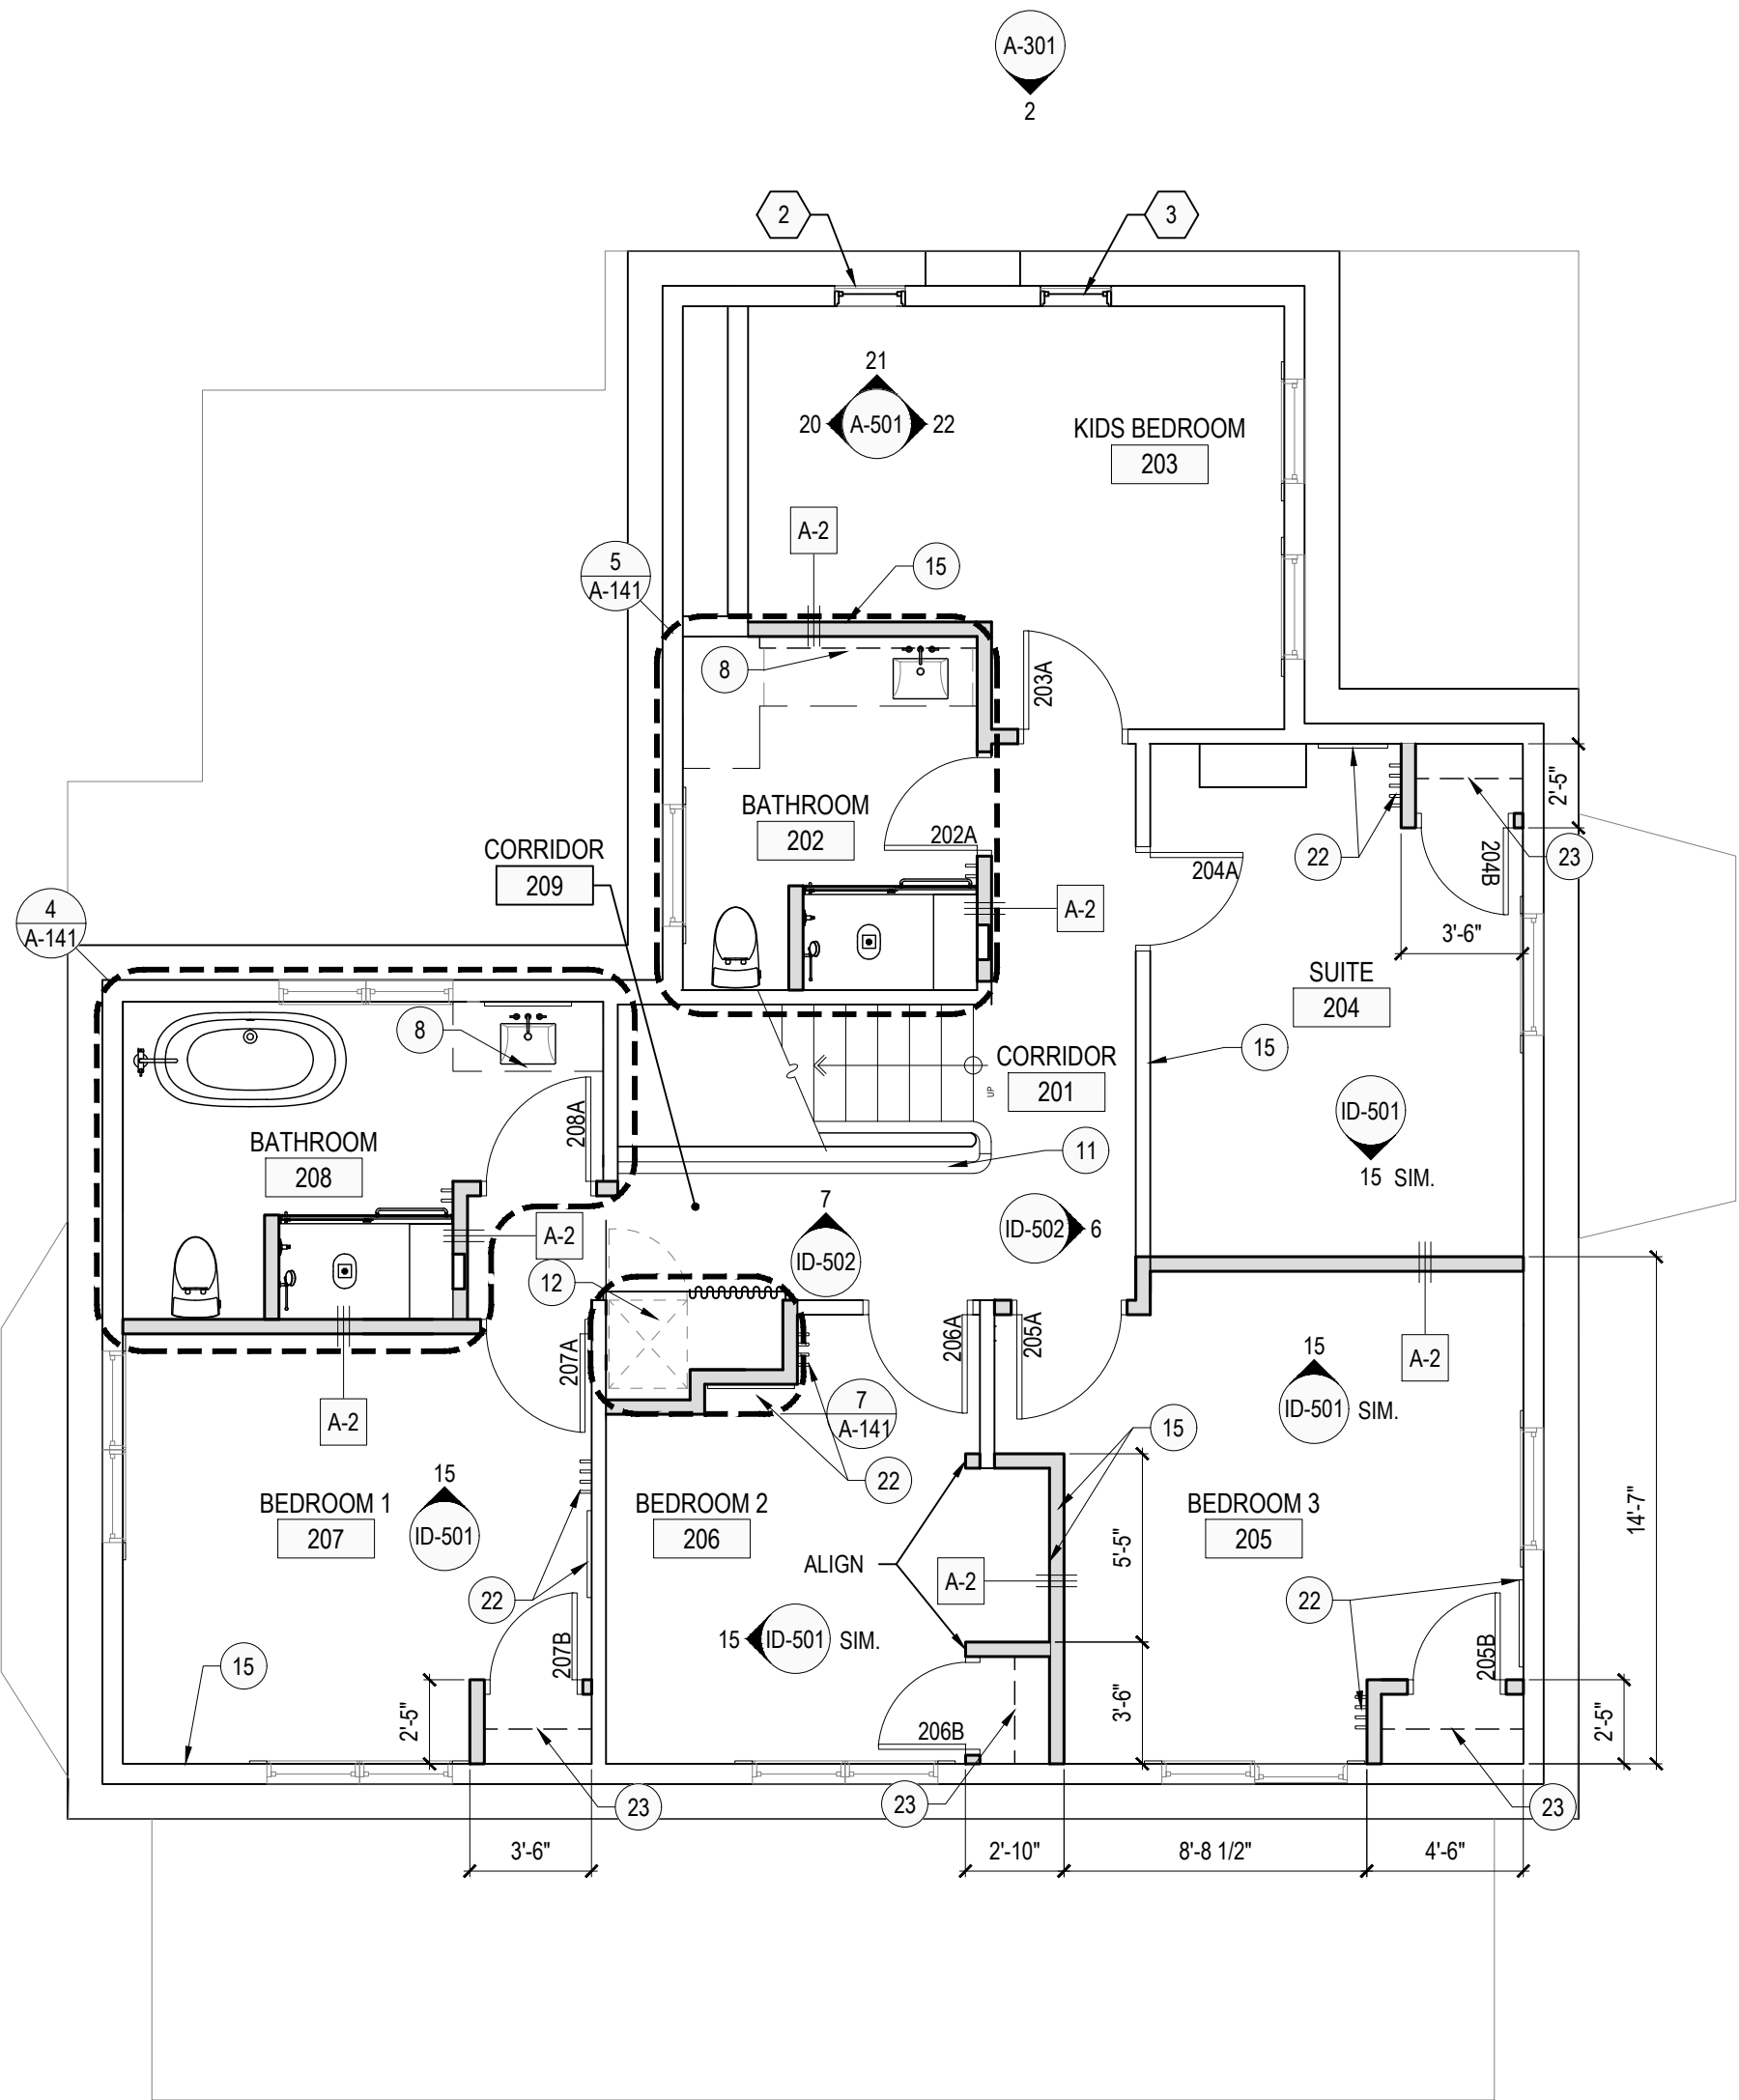 A-301
2
2
3
21
20
A-501
22
KIDS BEDROOM
203
A-2
5
A-141
15
8
203A
BATHROOM
202
202A
CORRIDOR
209
A-2
204A
22
204B
23
2'-5"
3'-6"
4
A-141
8
SUITE
204
15
CORRIDOR
201
UP
ID-501
15 SIM.
11
BATHROOM
208
208A
A-2
7
ID-502
ID-502
6
12
207A
206A
205A
A-2
A-2
7
A-141
22
15
15
ID-501
SIM.
15
ID-501
BEDROOM 1
207
BEDROOM 2
206
BEDROOM 3
205
ALIGN
A-2
5'-5"
14'-7"
22
22
15
ID-501
SIM.
207B
205B
15
2'-5"
206B
3'-6"
2'-5"
23
23
23
3'-6"
2'-10"
8'-8 1/2"
4'-6"